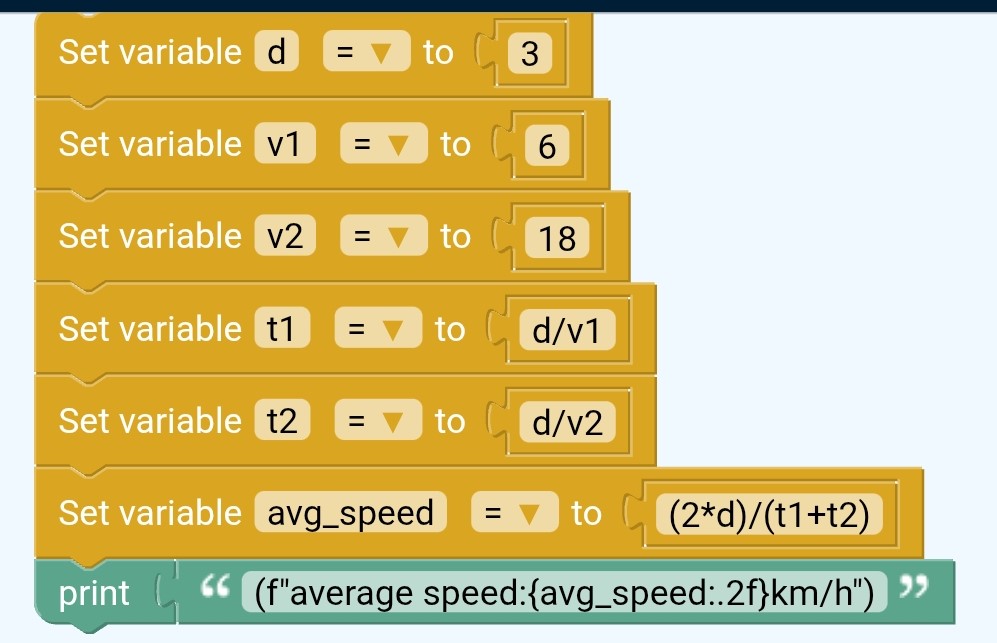 Set variable d = ▼ to 3
Set variable v1 = ▼ to 6
Set variable v2 = ▼ to 18
Set variable t1 = ▼ to d/v1
Set variable t2 = ▼ to d/v2
Set variable avg_speed = ▼ to (2*d)/(t1+t2)
print “ (f"average speed:{avg_speed:.2f}km/h") ”